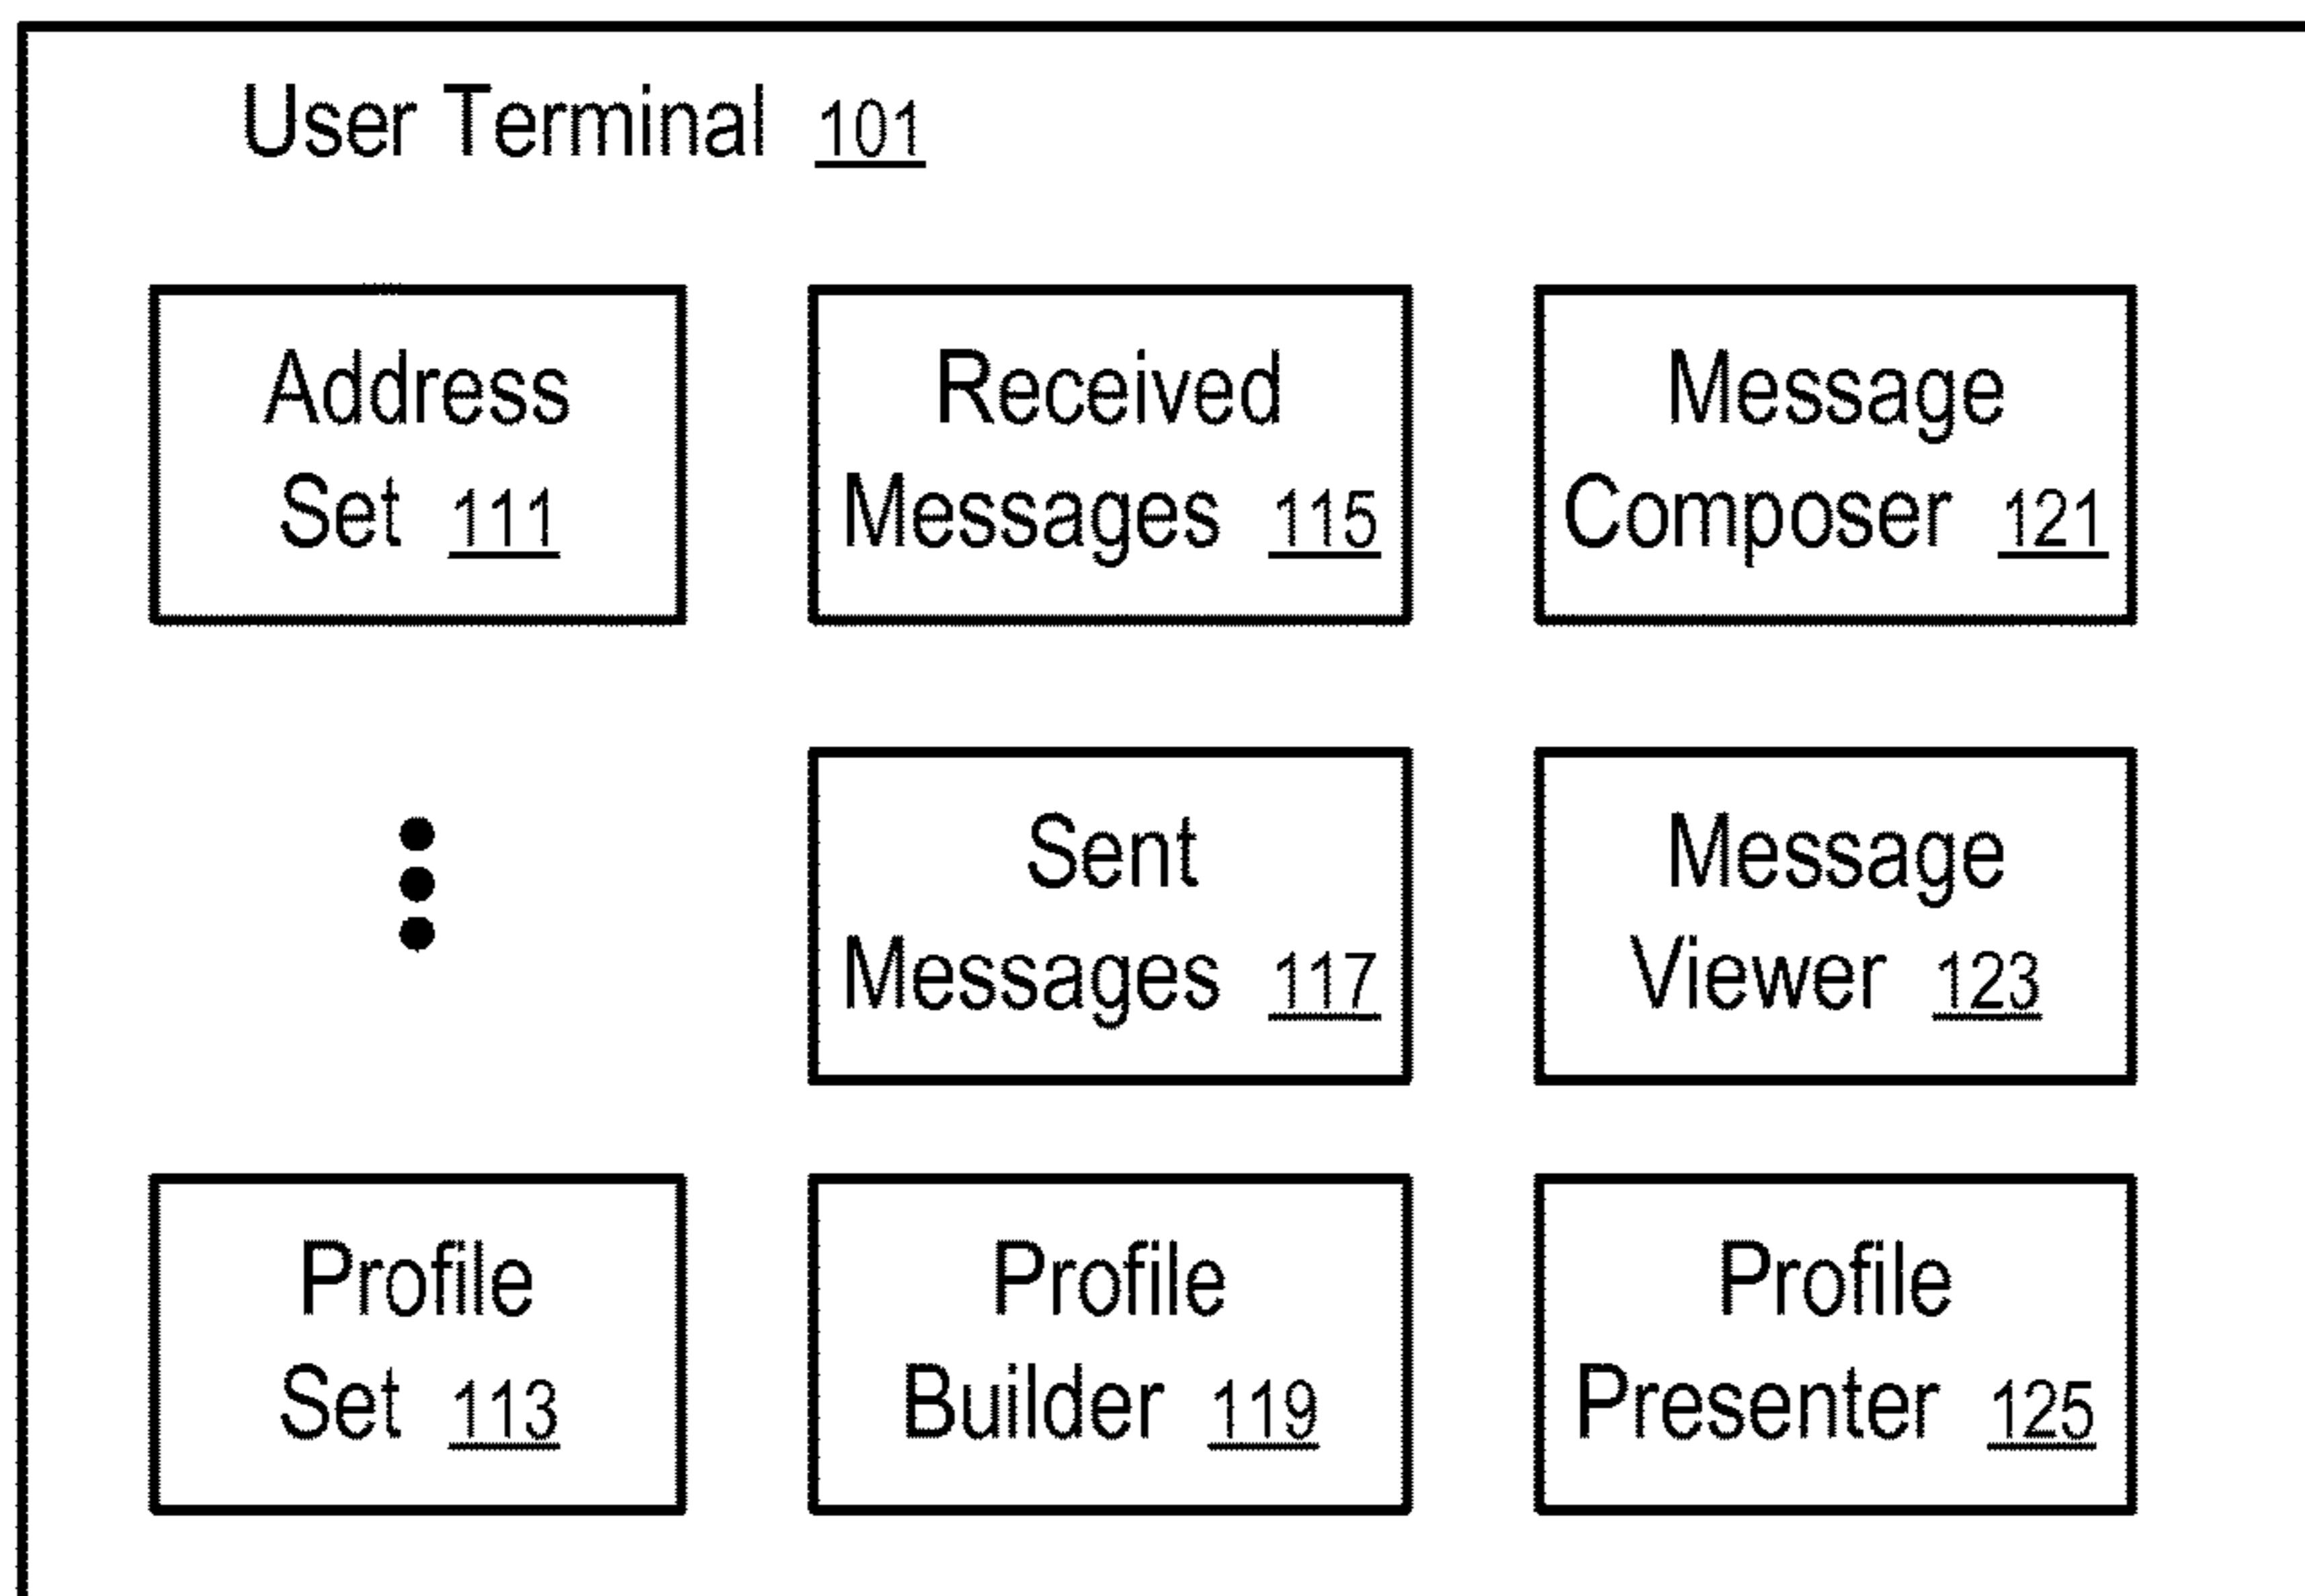 User Terminal 101
Address
Set 111
Received
Messages 115
Message
Composer 121
Sent
Messages 117
Message
Viewer 123
Profile
Set 113
Profile
Builder 119
Profile
Presenter 125